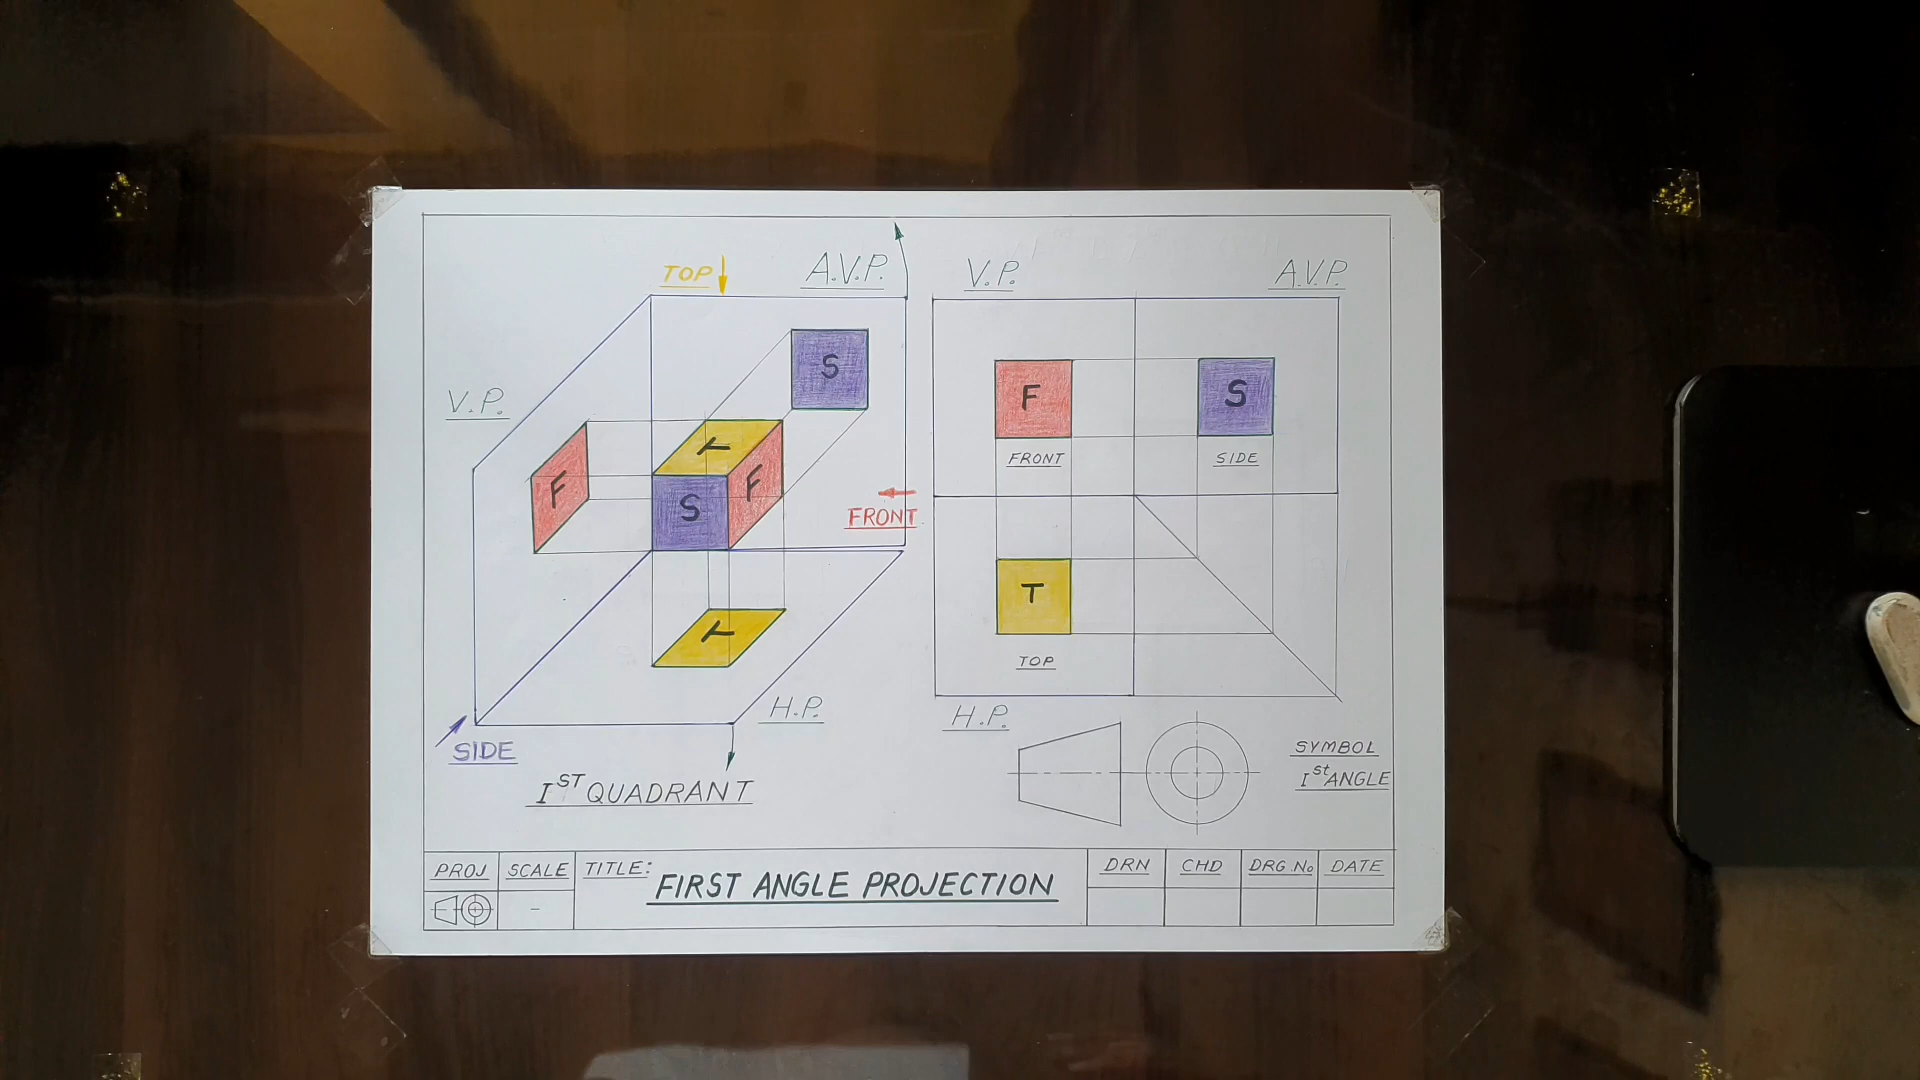 TOP
A.V.P.
V.P.
S
T
F
S
F
FRONT
T
H.P.
SIDE
IST QUADRANT
V.P.
A.V.P.
F
S
FRONT
SIDE
T
TOP
H.P.
SYMBOL
Ist ANGLE
PROJ
SCALE
-
TITLE:
FIRST ANGLE PROJECTION
DRN
CHD
DRG.No
DATE